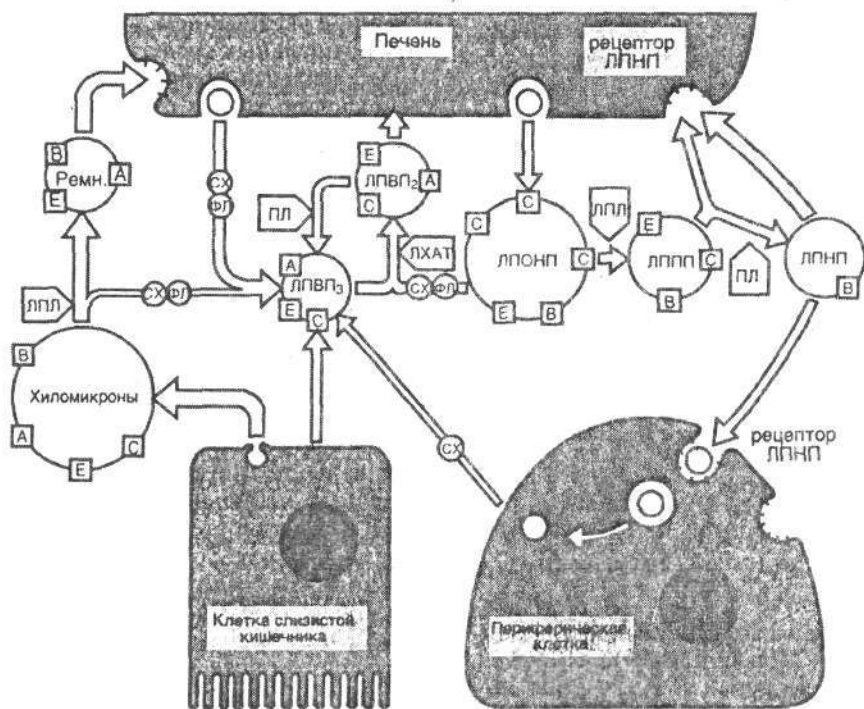 Печень
рецептор
ЛПНП
В
Ремн.
А
Е
СХ
ФЛ
Е
ЛПВП₂
А
С
ПЛ
ЛХАТ
СХ
ФЛ
А
ЛПВП₃
Е
С
С
С
ЛПОНП
С
Е
В
ЛПЛ
Е
ЛППП
С
В
ПЛ
ЛПНП
В
ЛПЛ
СХ
ФЛ
В
Хиломикроны
А
С
Е
СХ
рецептор
ЛПНП
Клетка слизистой
кишечника
Периферическая
клетка